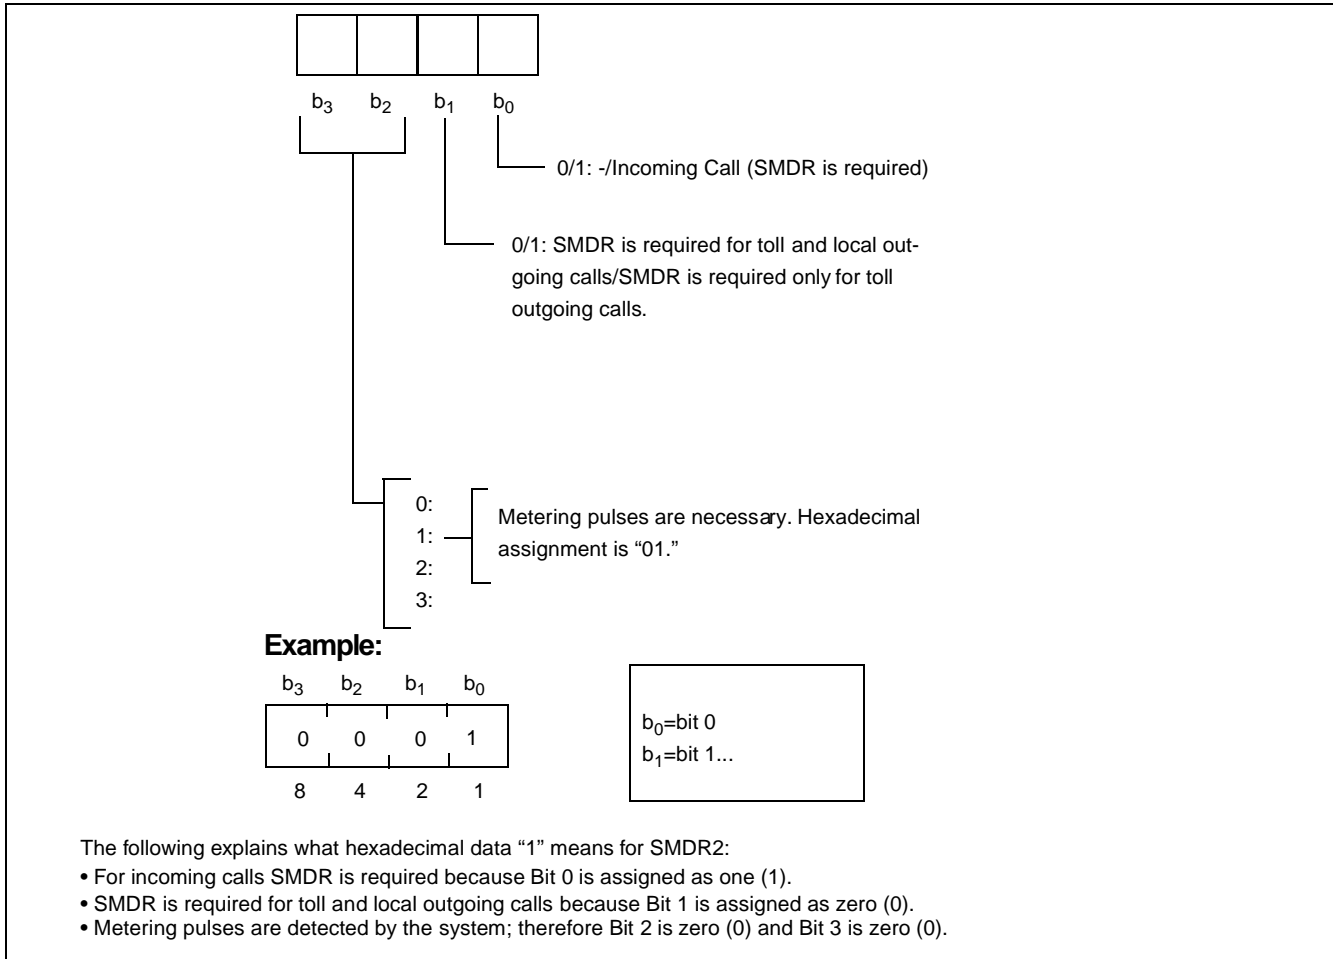 b3 b2 b1 b0
0/1: -/Incoming Call (SMDR is required)
0/1: SMDR is required for toll and local out-
going calls/SMDR is required only for toll
outgoing calls.
0:
1:
2:
3:
Metering pulses are necessary. Hexadecimal
assignment is “01.”
Example:
b3 b2 b1 b0
0 0 0 1
8 4 2 1
b0=bit 0
b1=bit 1...
The following explains what hexadecimal data “1” means for SMDR2:
• For incoming calls SMDR is required because Bit 0 is assigned as one (1).
• SMDR is required for toll and local outgoing calls because Bit 1 is assigned as zero (0).
• Metering pulses are detected by the system; therefore Bit 2 is zero (0) and Bit 3 is zero (0).